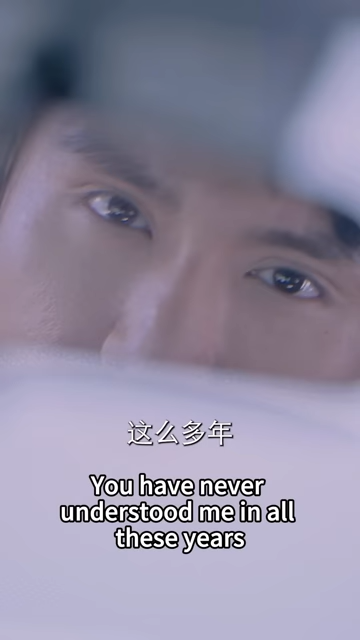 这么多年
You have never
understood me in all
these years